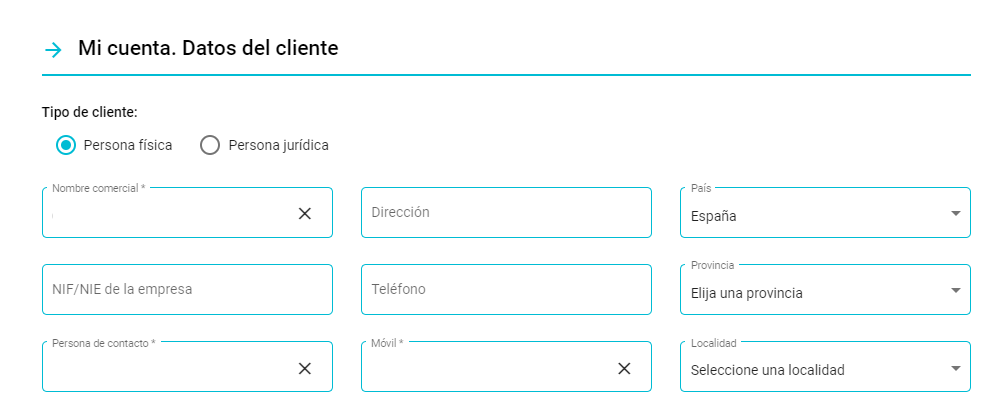 Mi cuenta. Datos del cliente
Tipo de cliente:
Persona física
Persona jurídica
Nombre comercial *
Dirección
País
España
NIF/NIE de la empresa
Teléfono
Provincia
Elija una provincia
Persona de contacto *
Móvil *
Localidad
Seleccione una localidad